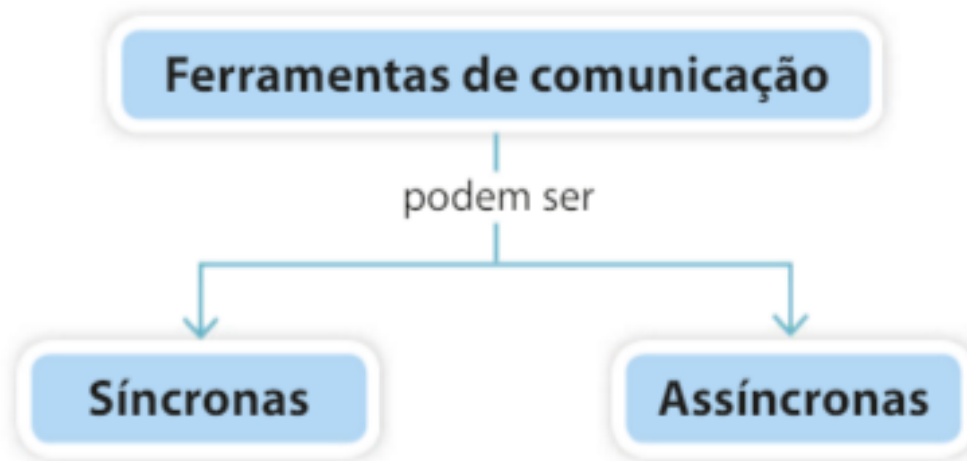 Ferramentas de comunicação
podem ser
Síncronas
Assíncronas